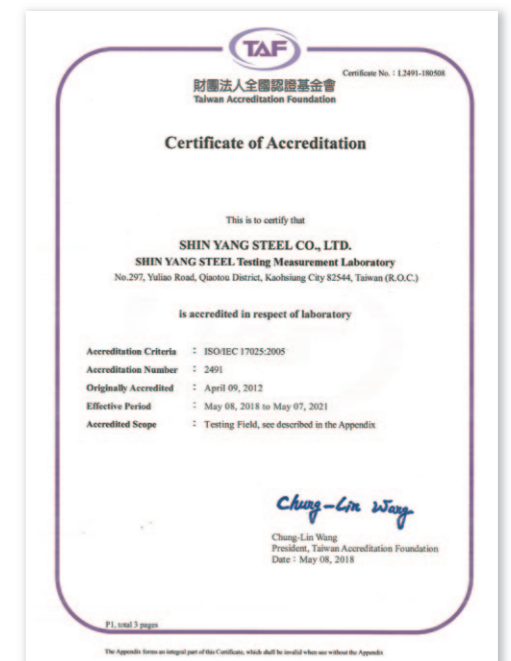 TAF
Certificate No.：L2491-180508
財團法人全國認證基金會
Taiwan Accreditation Foundation
Certificate of Accreditation
This is to certify that
SHIN YANG STEEL CO., LTD.
SHIN YANG STEEL Testing Measurement Laboratory
No.297, Yuliao Road, Qiaotou District, Kaohsiung City 82544, Taiwan (R.O.C.)
is accredited in respect of laboratory
Accreditation Criteria ： ISO/IEC 17025:2005
Accreditation Number ： 2491
Originally Accredited ： April 09, 2012
Effective Period ： May 08, 2018 to May 07, 2021
Accredited Scope ： Testing Field, see described in the Appendix
Chung-Lin Wang
Chung-Lin Wang
President, Taiwan Accreditation Foundation
Date：May 08, 2018
P1, total 3 pages
The Appendix forms an integral part of this Certificate, which shall be invalid when use without the Appendix